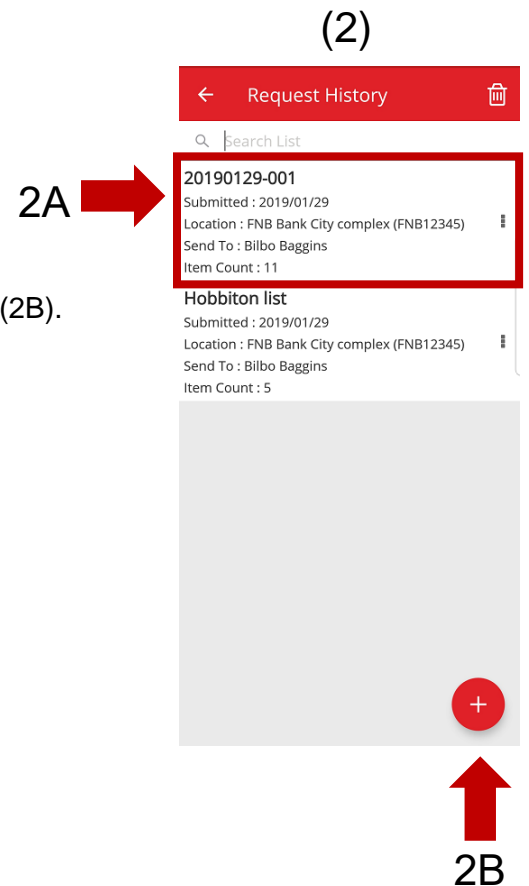 (2)
Request History
Search List
2A
20190129-001
Submitted : 2019/01/29
Location : FNB Bank City complex (FNB12345)
Send To : Bilbo Baggins
Item Count : 11
(2B).
Hobbiton list
Submitted : 2019/01/29
Location : FNB Bank City complex (FNB12345)
Send To : Bilbo Baggins
Item Count : 5
2B